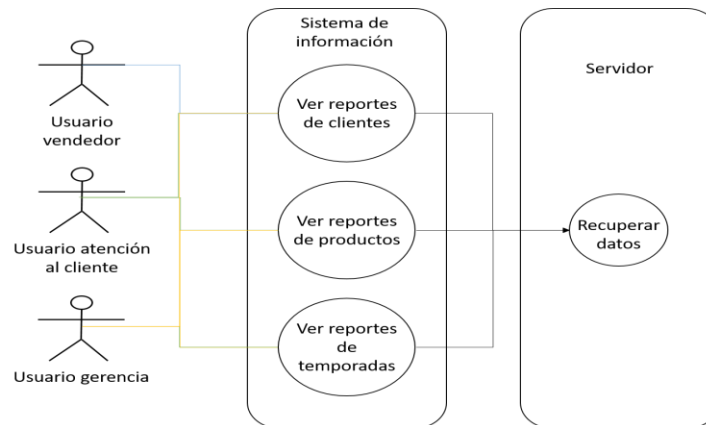 Usuario
vendedor
Usuario atención
al cliente
Usuario gerencia
Sistema de
información
Ver reportes
de clientes
Ver reportes
de productos
Ver reportes
de
temporadas
Servidor
Recuperar
datos